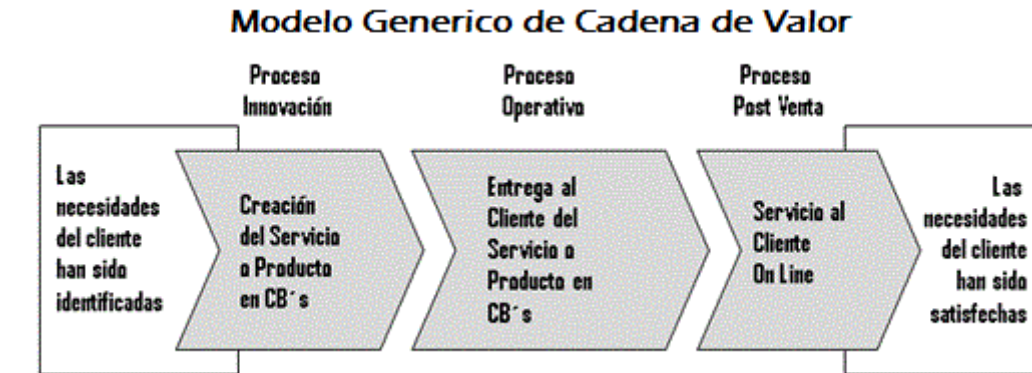 Modelo Generico de Cadena de Valor
Proceso
Innovación
Proceso
Operativo
Proceso
Post Venta
Las
necesidades
del cliente
han sido
identificadas
Creación
del Servicio
o Producto
en CB´s
Entrega al
Cliente del
Servicio o
Producto en
CB´s
Servicio al
Cliente
On Line
Las
necesidades
del cliente
han sido
satisfechas